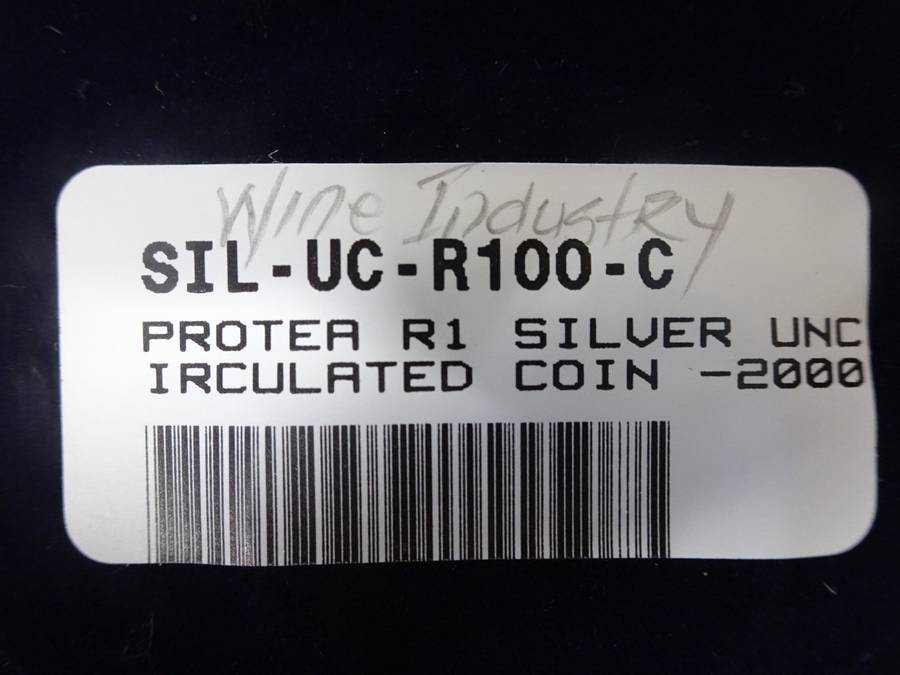 Wine Industry
SIL-UC-R100-C
PROTEA R1 SILVER UNC
IRCULATED COIN -2000